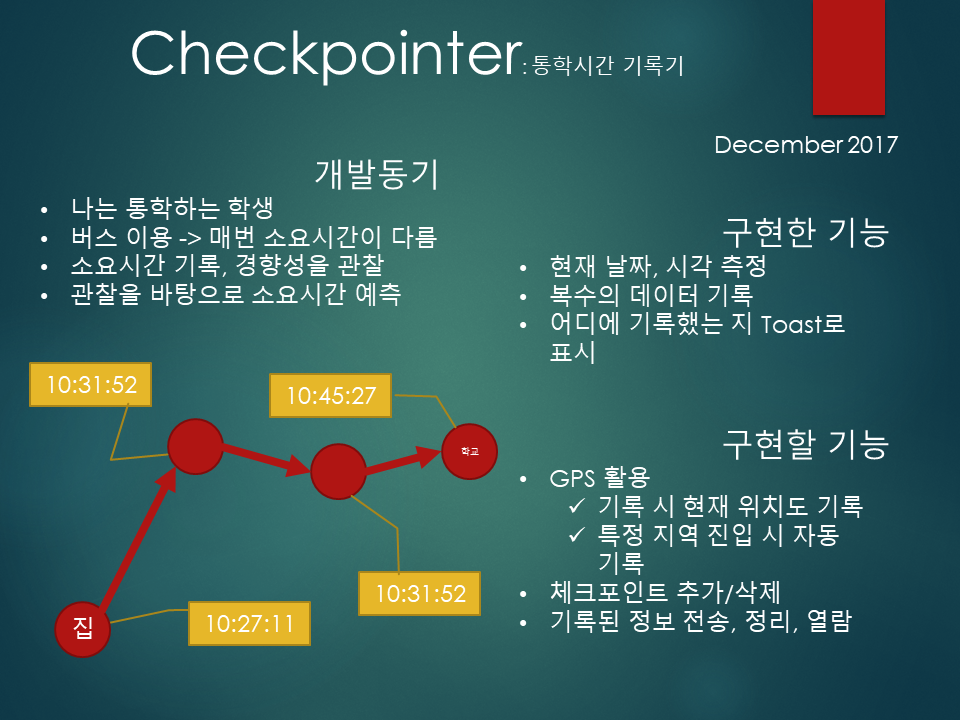 Checkpointer: 통학시간 기록기
December 2017
개발동기
• 나는 통학하는 학생
• 버스 이용 -> 매번 소요시간이 다름
• 소요시간 기록, 경향성을 관찰
• 관찰을 바탕으로 소요시간 예측
구현한 기능
• 현재 날짜, 시각 측정
• 복수의 데이터 기록
• 어디에 기록했는 지 Toast로
표시
10:31:52
10:45:27
학교
10:31:52
집
10:27:11
구현할 기능
• GPS 활용
✓ 기록 시 현재 위치도 기록
✓ 특정 지역 진입 시 자동
기록
• 체크포인트 추가/삭제
• 기록된 정보 전송, 정리, 열람